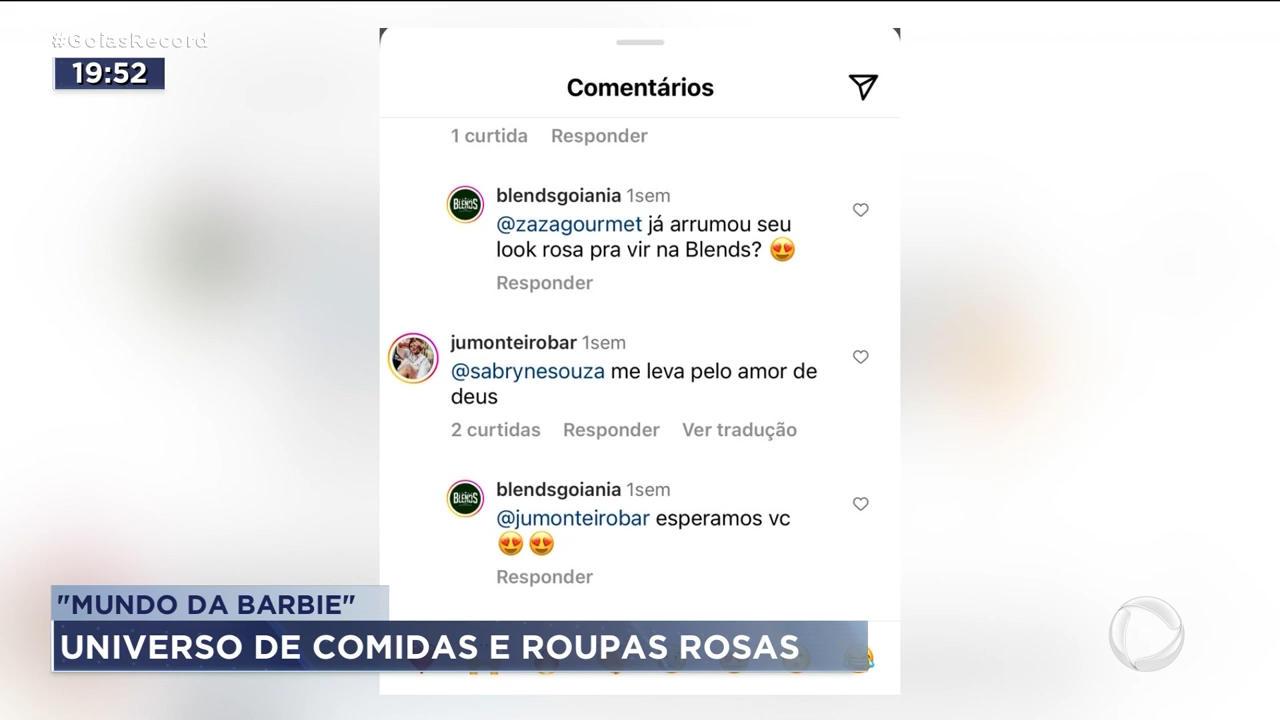 #GoiasRecord
19:52
Comentários
1 curtida Responder
BLENDS
blendsgoiania 1sem
@zazagourmet já arrumou seu
look rosa pra vir na Blends? 😍
Responder
jumonteirobar 1sem
@sabrynesouza me leva pelo amor de
deus
2 curtidas Responder Ver tradução
BLENDS
blendsgoiania 1sem
@jumonteirobar esperamos vc
😍 😍
Responder
"MUNDO DA BARBIE"
UNIVERSO DE COMIDAS E ROUPAS ROSAS